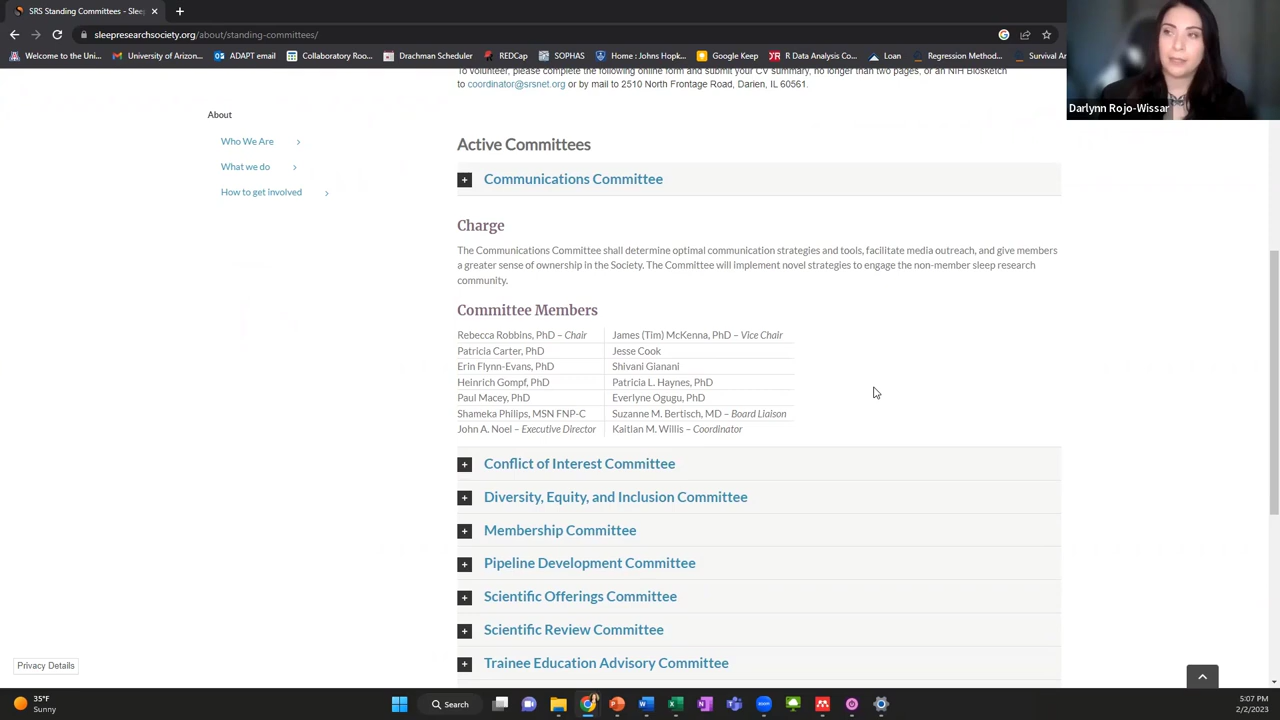 SRS Standing Committees - Sleep
sleepresearchsociety.org/about/standing-committees/
Welcome to the Uni...
University of Arizon...
ADAPT email
Collaboratory Roo...
Drachman Scheduler
REDCap
SOPHAS
Home : Johns Hopk...
Google Keep
R Data Analysis Co...
Loan
Regression Method...
Survival An
Darlynn Rojo-Wissar
To volunteer, please complete the following online form and submit your CV summary, no longer than two pages, or an NIH Biosketch
to coordinator@srsnet.org or by mail to 2510 North Frontage Road, Darien, IL 60561.
About
Who We Are
What we do
How to get involved
Active Committees
Communications Committee
Charge
The Communications Committee shall determine optimal communication strategies and tools, facilitate media outreach, and give members
a greater sense of ownership in the Society. The Committee will implement novel strategies to engage the non-member sleep research
community.
Committee Members
Rebecca Robbins, PhD – Chair James (Tim) McKenna, PhD – Vice Chair
Patricia Carter, PhD Jesse Cook
Erin Flynn-Evans, PhD Shivani Gianani
Heinrich Gompf, PhD Patricia L. Haynes, PhD
Paul Macey, PhD Everlyne Ogugu, PhD
Shameka Philips, MSN FNP-C Suzanne M. Bertisch, MD – Board Liaison
John A. Noel – Executive Director Kaitlan M. Willis – Coordinator
Conflict of Interest Committee
Diversity, Equity, and Inclusion Committee
Membership Committee
Pipeline Development Committee
Scientific Offerings Committee
Scientific Review Committee
Trainee Education Advisory Committee
Privacy Details
35°F
Sunny
Search
5:07 PM
2/2/2023